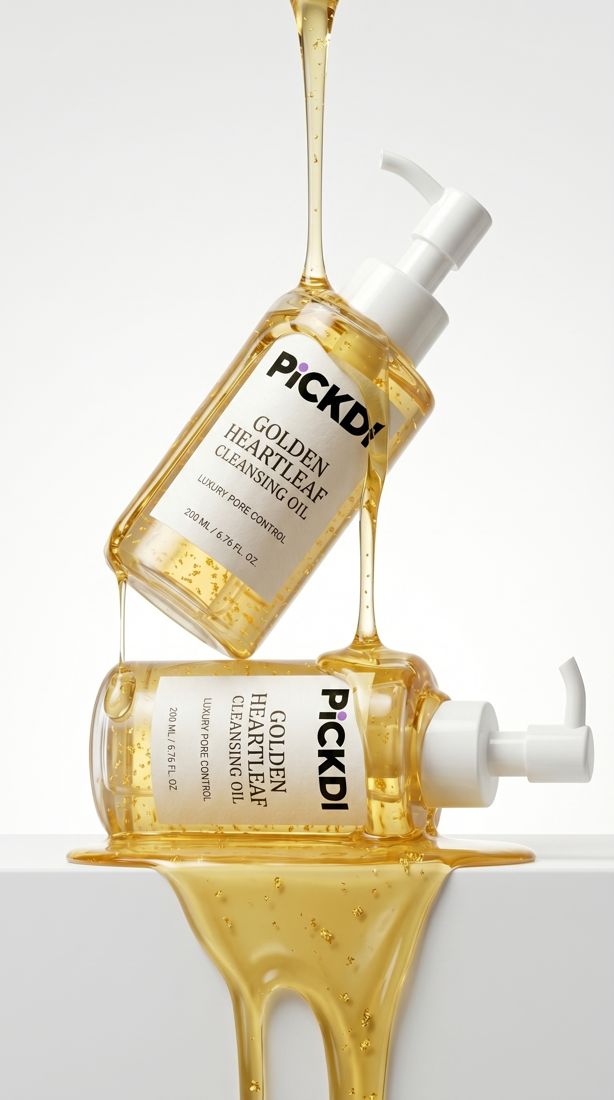 PiCKDI
GOLDEN
HEARTLEAF
CLEANSING OIL
LUXURY PORE CONTROL
200 ML / 6.76 FL. OZ.
PiCKDI
GOLDEN
HEARTLEAF
CLEANSING OIL
LUXURY PORE CONTROL
200 ML / 6.76 FL OZ